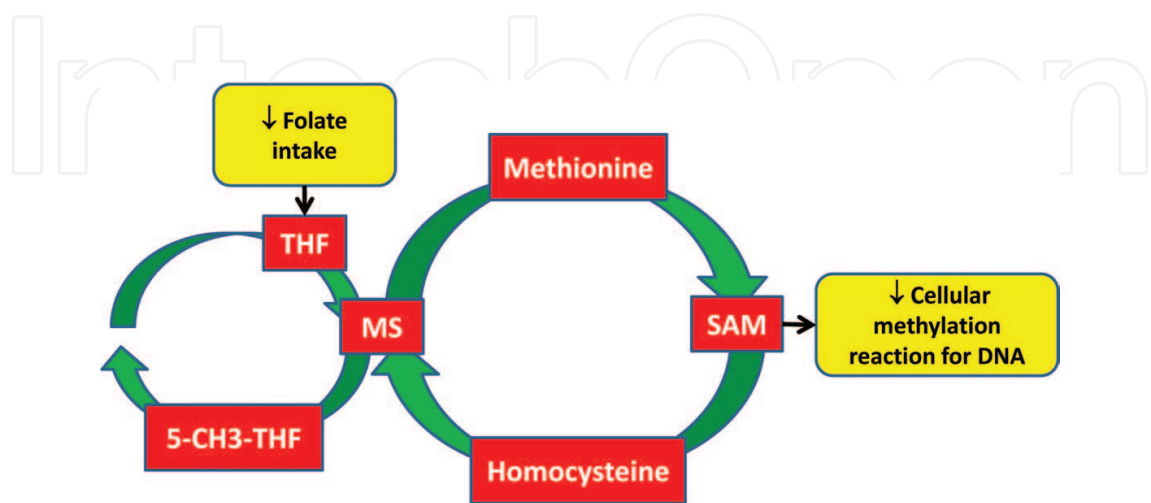 IntechOpen
↓ Folate
intake
Methionine
THF
MS
SAM
↓ Cellular
methylation
reaction for DNA
5-CH3-THF
Homocysteine